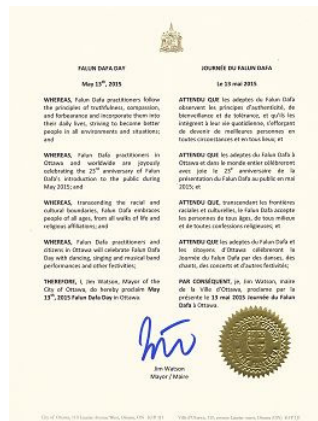 FALUN DAFA DAY
May 13th, 2015
WHEREAS, Falun Dafa practitioners follow
the principles of truthfulness, compassion,
and forbearance and incorporate them into
their daily lives, striving to become better
people in all environments and situations;
and
WHEREAS, Falun Dafa practitioners in
Ottawa and worldwide are joyously
celebrating the 23rd anniversary of Falun
Dafa's introduction to the public during
May 2015; and
WHEREAS, transcending the racial and
cultural boundaries, Falun Dafa embraces
people of all ages, from all walks of life and
religious affiliations; and
WHEREAS, Falun Dafa practitioners and
citizens in Ottawa will celebrate Falun Dafa
Day with dancing, singing and musical band
performances and other festivities;
THEREFORE, I, Jim Watson, Mayor of the
City of Ottawa, do hereby proclaim May
13th, 2015 Falun Dafa Day in Ottawa.
JOURNÉE DU FALUN DAFA
Le 13 mai 2015
ATTENDU QUE les adeptes du Falun Dafa
observent les principes d'authenticité, de
bienveillance et de tolérance, et qu'ils les
intègrent à leur vie quotidienne, s'efforçant
de devenir de meilleures personnes en
toutes circonstances et en tous lieux; et
ATTENDU QUE les adeptes du Falun Dafa à
Ottawa et dans le monde entier célèbreront
avec joie le 23e anniversaire de la
présentation du Falun Dafa au public en mai
2015; et
ATTENDU QUE, transcendant les frontières
raciales et culturelles, le Falun Dafa accepte
les personnes de tous âges, de tous milieux
et de toutes confessions religieuses; et
ATTENDU QUE les adeptes du Falun Dafa et
les citoyens d'Ottawa célèbreront la
Journée du Falun Dafa par des danses, des
chants, des concerts et d'autres festivités;
PAR CONSÉQUENT, je, Jim Watson, maire
de la Ville d'Ottawa, proclame par la
présente le 13 mai 2015 Journée du Falun
Dafa à Ottawa.
Jim Watson
Mayor / Maire